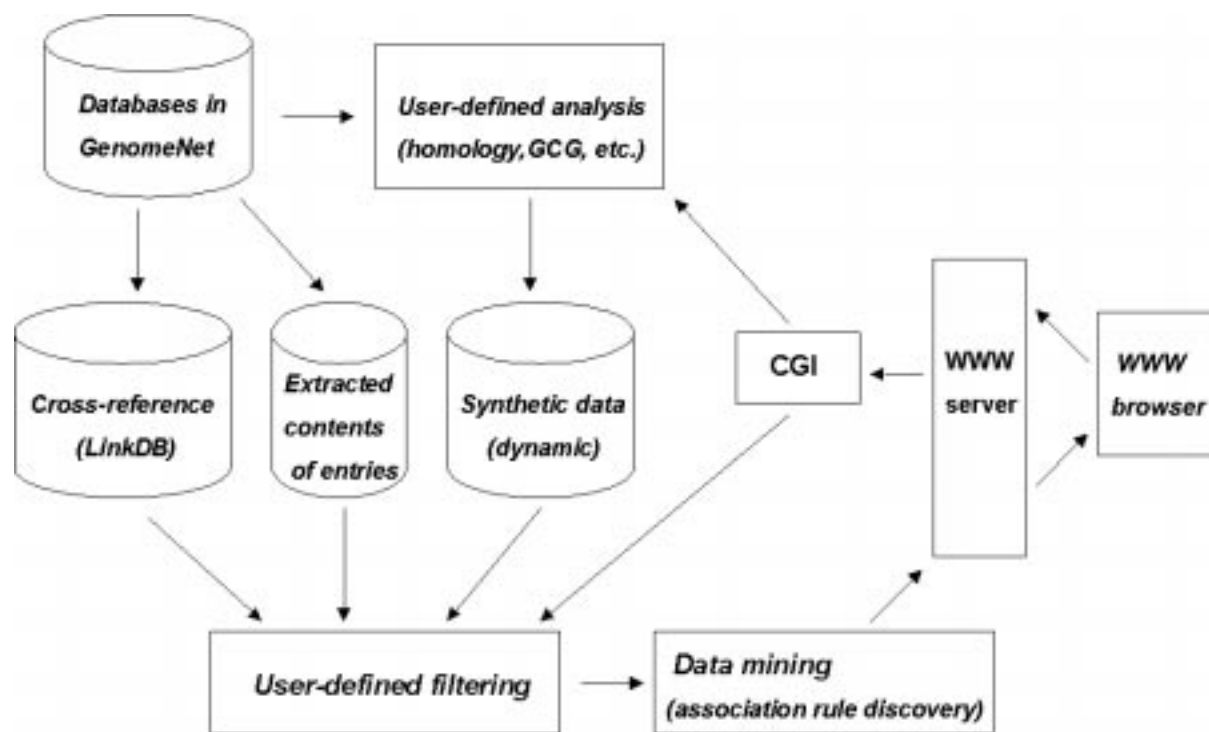 Databases in
GenomeNet
User-defined analysis
(homology,GCG, etc.)
Cross-reference
(LinkDB)
Extracted
contents
of entries
Synthetic data
(dynamic)
CGI
WWW
server
WWW
browser
User-defined filtering
Data mining
(association rule discovery)